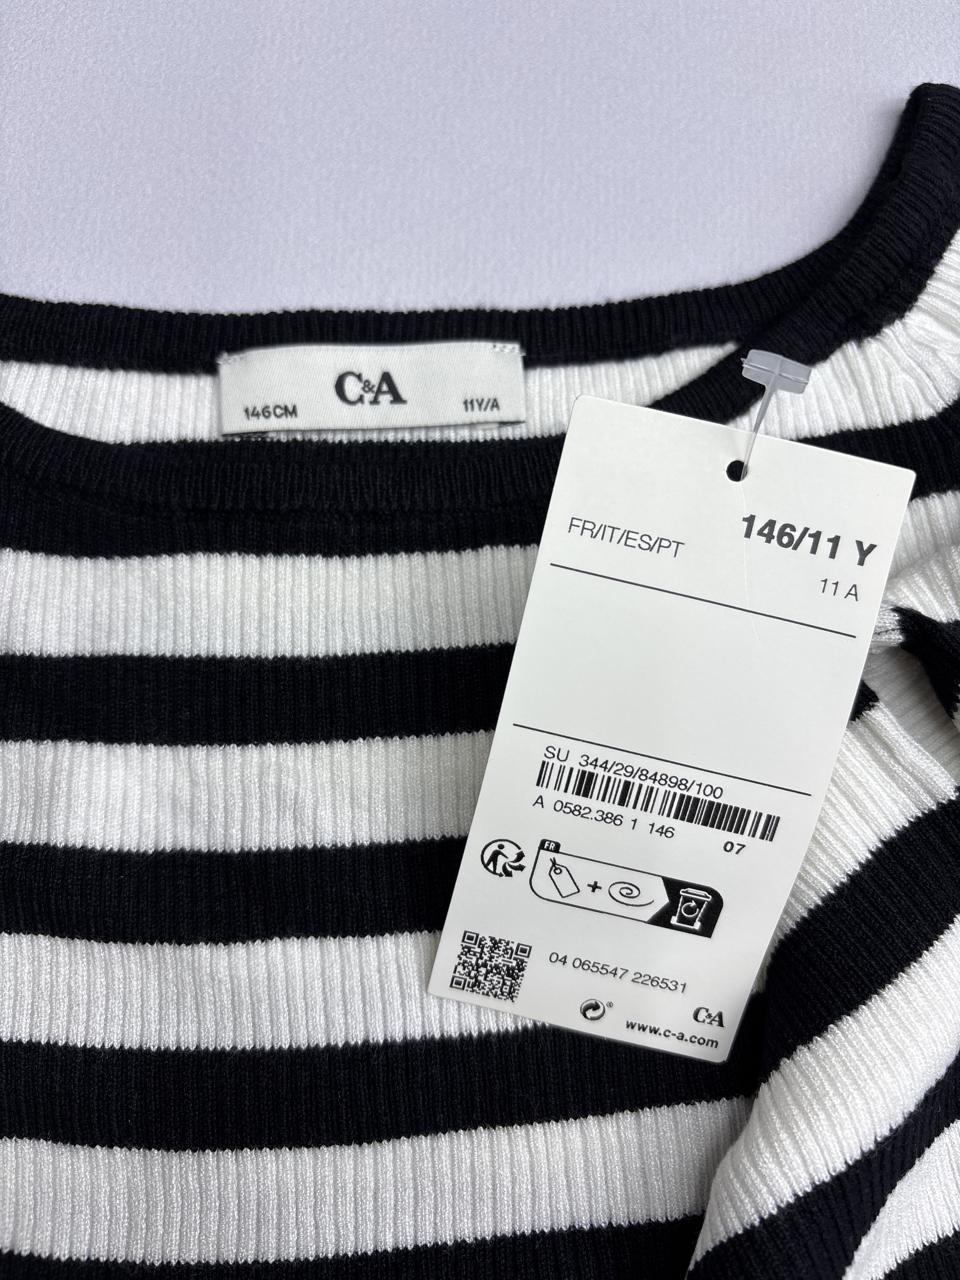 C&A
146CM
11Y/A
FR/IT/ES/PT
146/11 Y
11 A
SU 344/29/84898/100
A 0582.386 1 146
07
FR
04 065547 226531
C&A
www.c-a.com